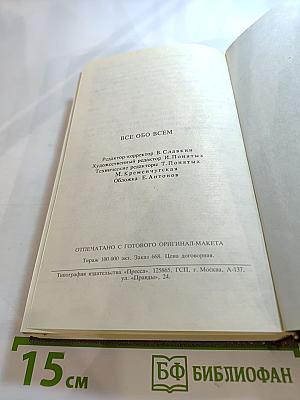 ВСЕ ОБО ВСЕМ
Редактор-корректор В. Славкин
Художественный редактор И. Понятых
Технические редакторы Т. Понятых
М. Кременчугская
Обложка Е. Антонов
ОТПЕЧАТАНО С ГОТОВОГО ОРИГИНАЛ-МАКЕТА
Тираж 100.000 экз. Заказ 668. Цена договорная.
Типография издательства «Пресса». 125865, ГСП, г. Москва, А-137,
ул. «Правды», 24.
15 см
БФ БИБЛИОФАН